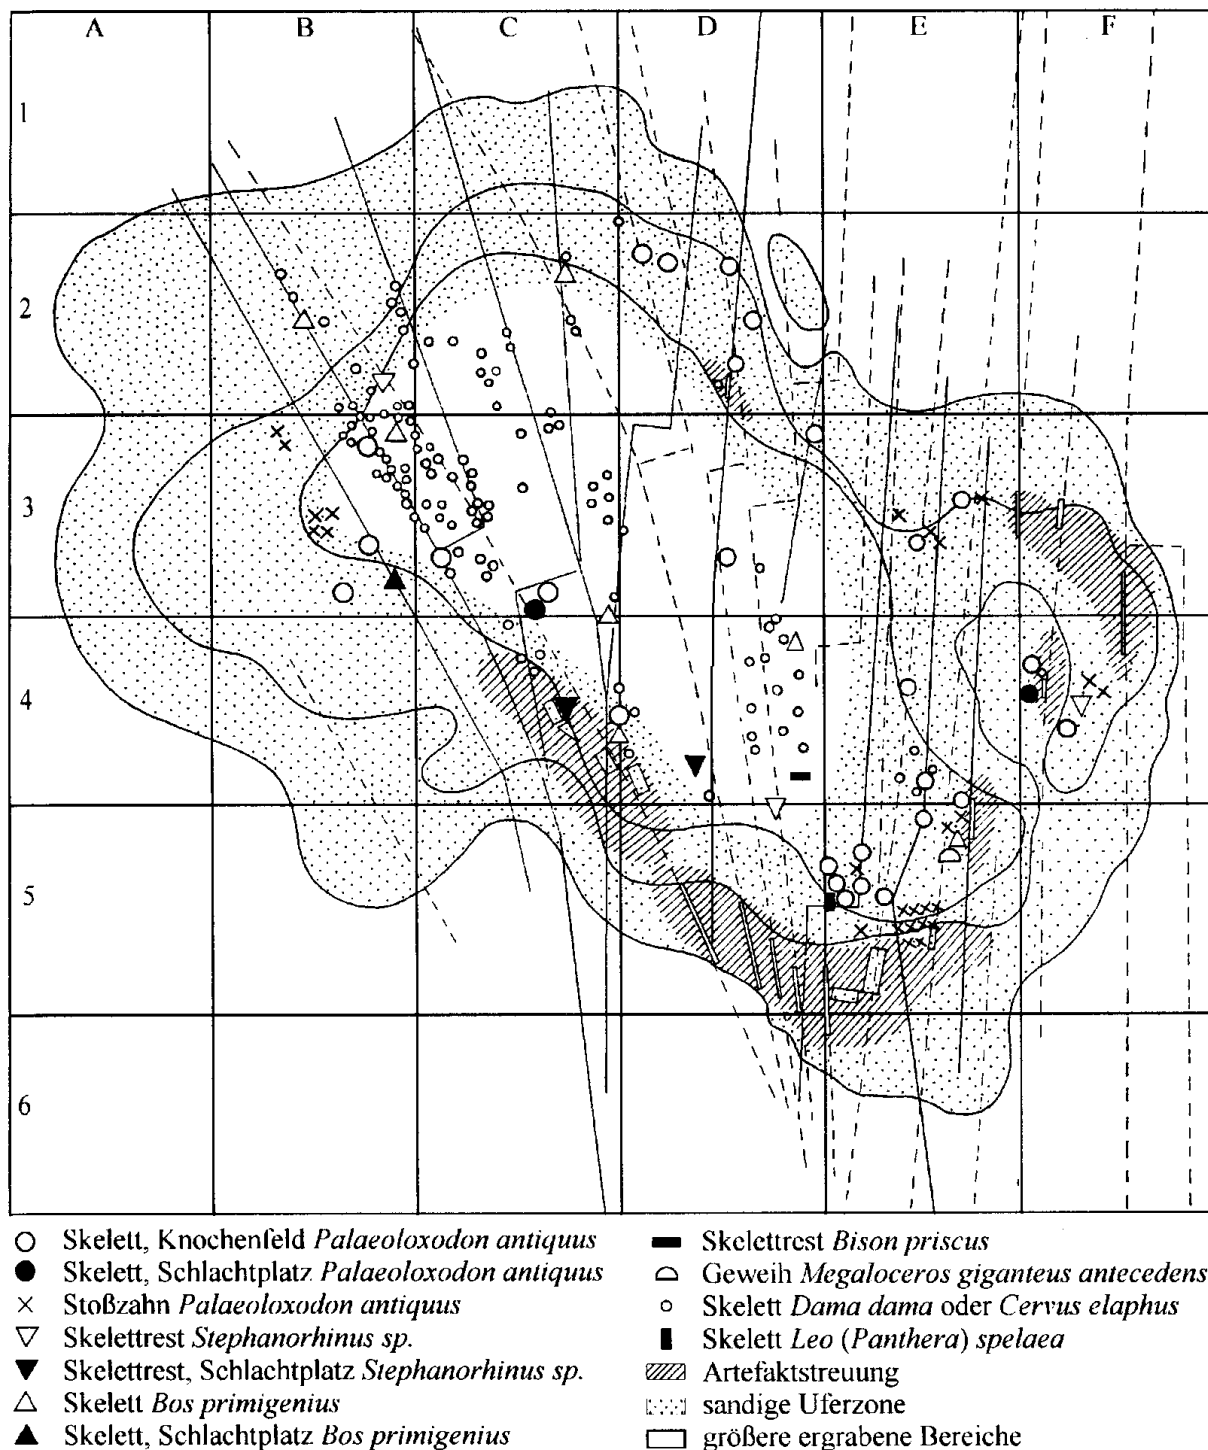 A B C D E F
1
2
3
4
5
6
Skelett, Knochenfeld Palaeoloxodon antiquus
Skelett, Schlachtplatz Palaeoloxodon antiquus
Stoßzahn Palaeoloxodon antiquus
Skelettrest Stephanorhinus sp.
Skelettrest, Schlachtplatz Stephanorhinus sp.
Skelett Bos primigenius
Skelett, Schlachtplatz Bos primigenius
Skelettrest Bison priscus
Geweih Megaloceros giganteus antecedens
Skelett Dama dama oder Cervus elaphus
Skelett Leo (Panthera) spelaea
Artefaktstreuung
sandige Uferzone
größere ergrabene Bereiche